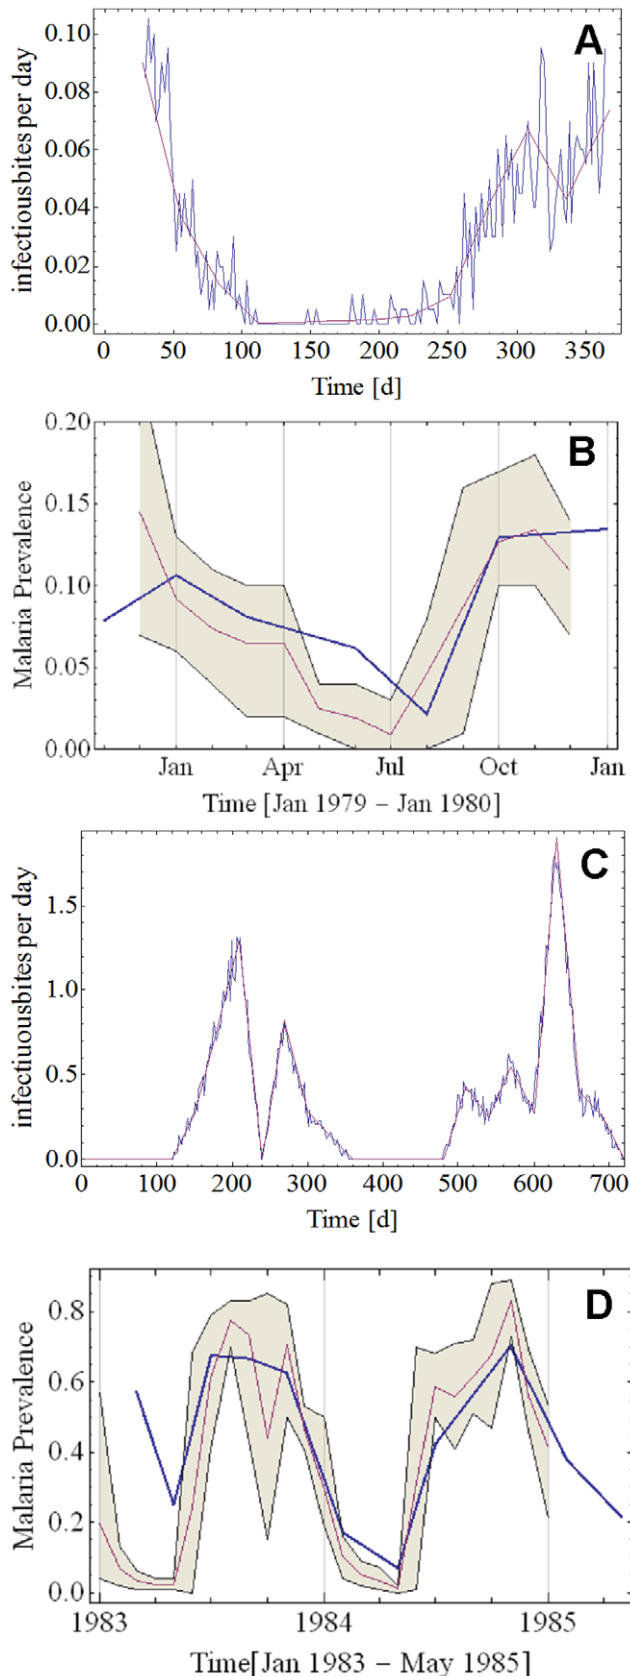 A
infectiousbites per day
0.10
0.08
0.06
0.04
0.02
0.00
0 50 100 150 200 250 300 350
Time [d]
B
Malaria Prevalence
0.20
0.15
0.10
0.05
0.00
Jan Apr Jul Oct Jan
Time [Jan 1979 – Jan 1980]
C
infectiuousbites per day
1.5
1.0
0.5
0.0
0 100 200 300 400 500 600 700
Time [d]
D
Malaria Prevalence
0.8
0.6
0.4
0.2
0.0
1983 1984 1985
Time[Jan 1983 – May 1985]